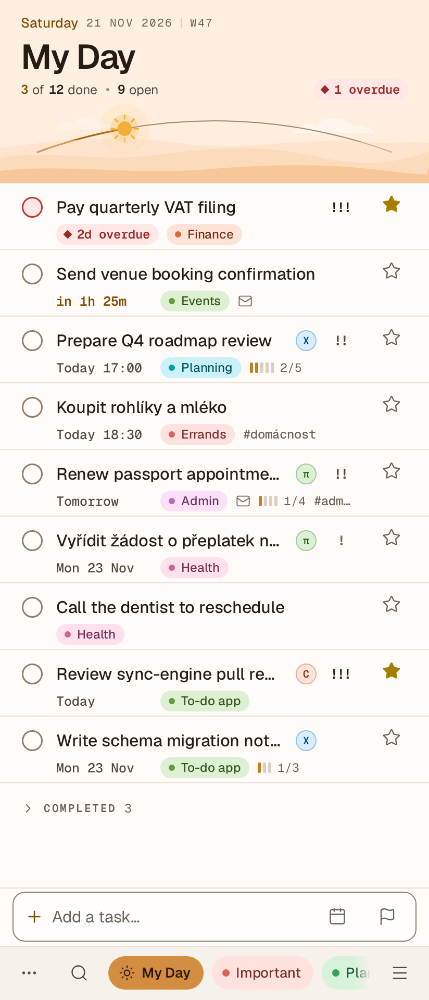 Saturday 21 NOV 2026 | W47
My Day
3 of 12 done • 9 open
1 overdue
Pay quarterly VAT filing !!!
2d overdue Finance
Send venue booking confirmation
in 1h 25m Events
Prepare Q4 roadmap review X !!
Today 17:00 Planning 2/5
Koupit rohlíky a mléko
Today 18:30 Errands #domácnost
Renew passport appointme… π !!
Tomorrow Admin 1/4 #adm…
Vyřídit žádost o přeplatek n… π !
Mon 23 Nov Health
Call the dentist to reschedule
Health
Review sync-engine pull re… C !!!
Today To-do app
Write schema migration not… X
Mon 23 Nov To-do app 1/3
COMPLETED 3
Add a task…
My Day Important Pla